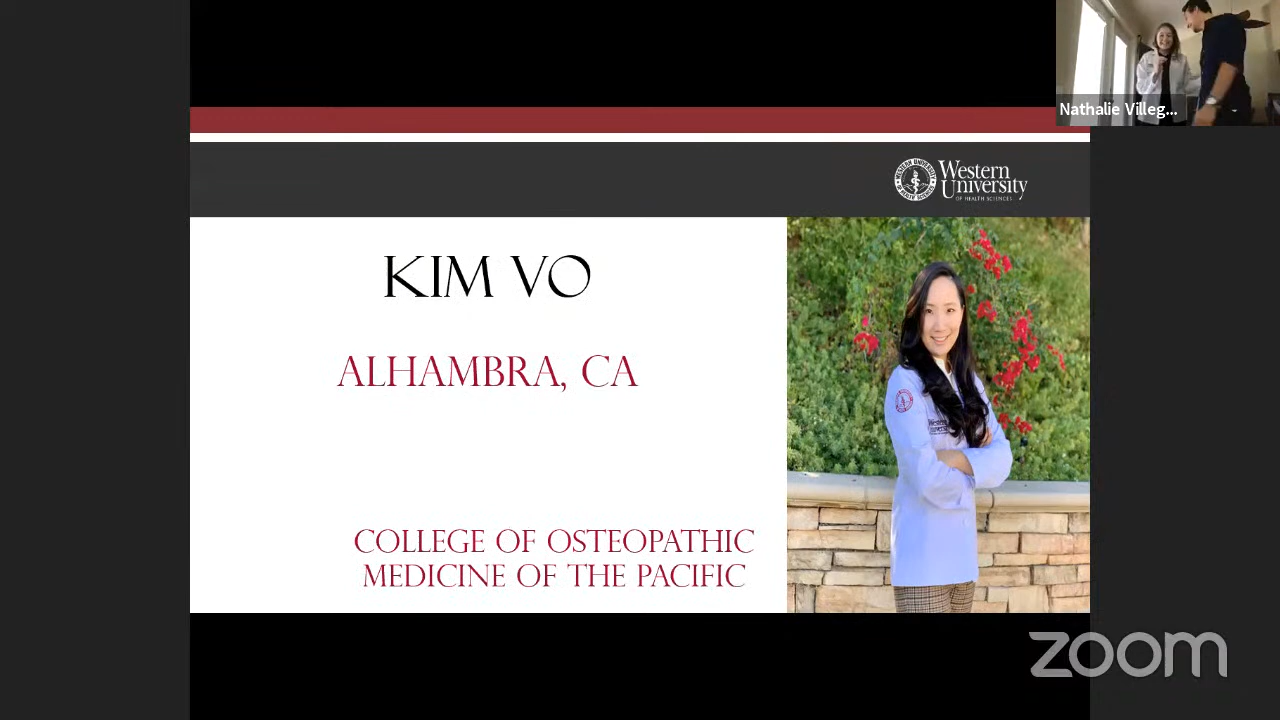 Nathalie Villeg...
Western
University
OF HEALTH SCIENCES
KIM VO
ALHAMBRA, CA
COLLEGE OF OSTEOPATHIC
MEDICINE OF THE PACIFIC
zoom